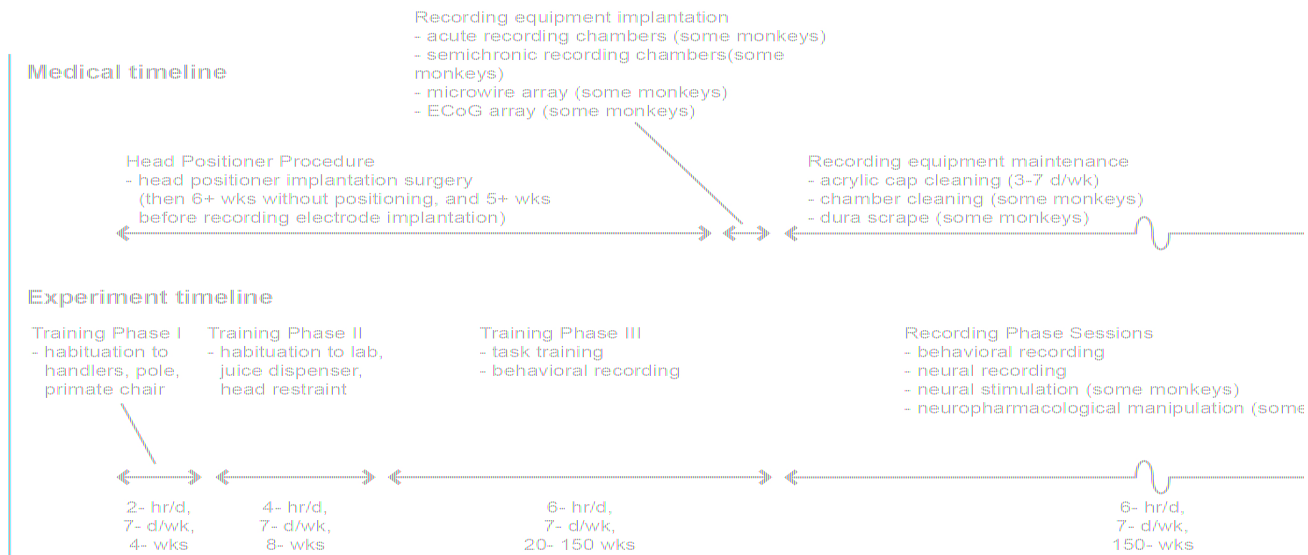 Recording equipment implantation
- acute recording chambers (some monkeys)
- semichronic recording chambers(some
monkeys)
- microwire array (some monkeys)
- ECoG array (some monkeys)
Medical timeline
Head Positioner Procedure
- head positioner implantation surgery
(then 6+ wks without positioning, and 5+ wks
before recording electrode implantation)
Recording equipment maintenance
- acrylic cap cleaning (3-7 d/wk)
- chamber cleaning (some monkeys)
- dura scrape (some monkeys)
Experiment timeline
Training Phase I
- habituation to
handlers, pole,
primate chair
Training Phase II
- habituation to lab,
juice dispenser,
head restraint
Training Phase III
- task training
- behavioral recording
Recording Phase Sessions
- behavioral recording
- neural recording
- neural stimulation (some monkeys)
- neuropharmacological manipulation (some
2- hr/d,
7- d/wk,
4- wks
4- hr/d,
7- d/wk,
8- wks
6- hr/d,
7- d/wk,
20- 150 wks
6- hr/d,
7- d/wk,
150- wks